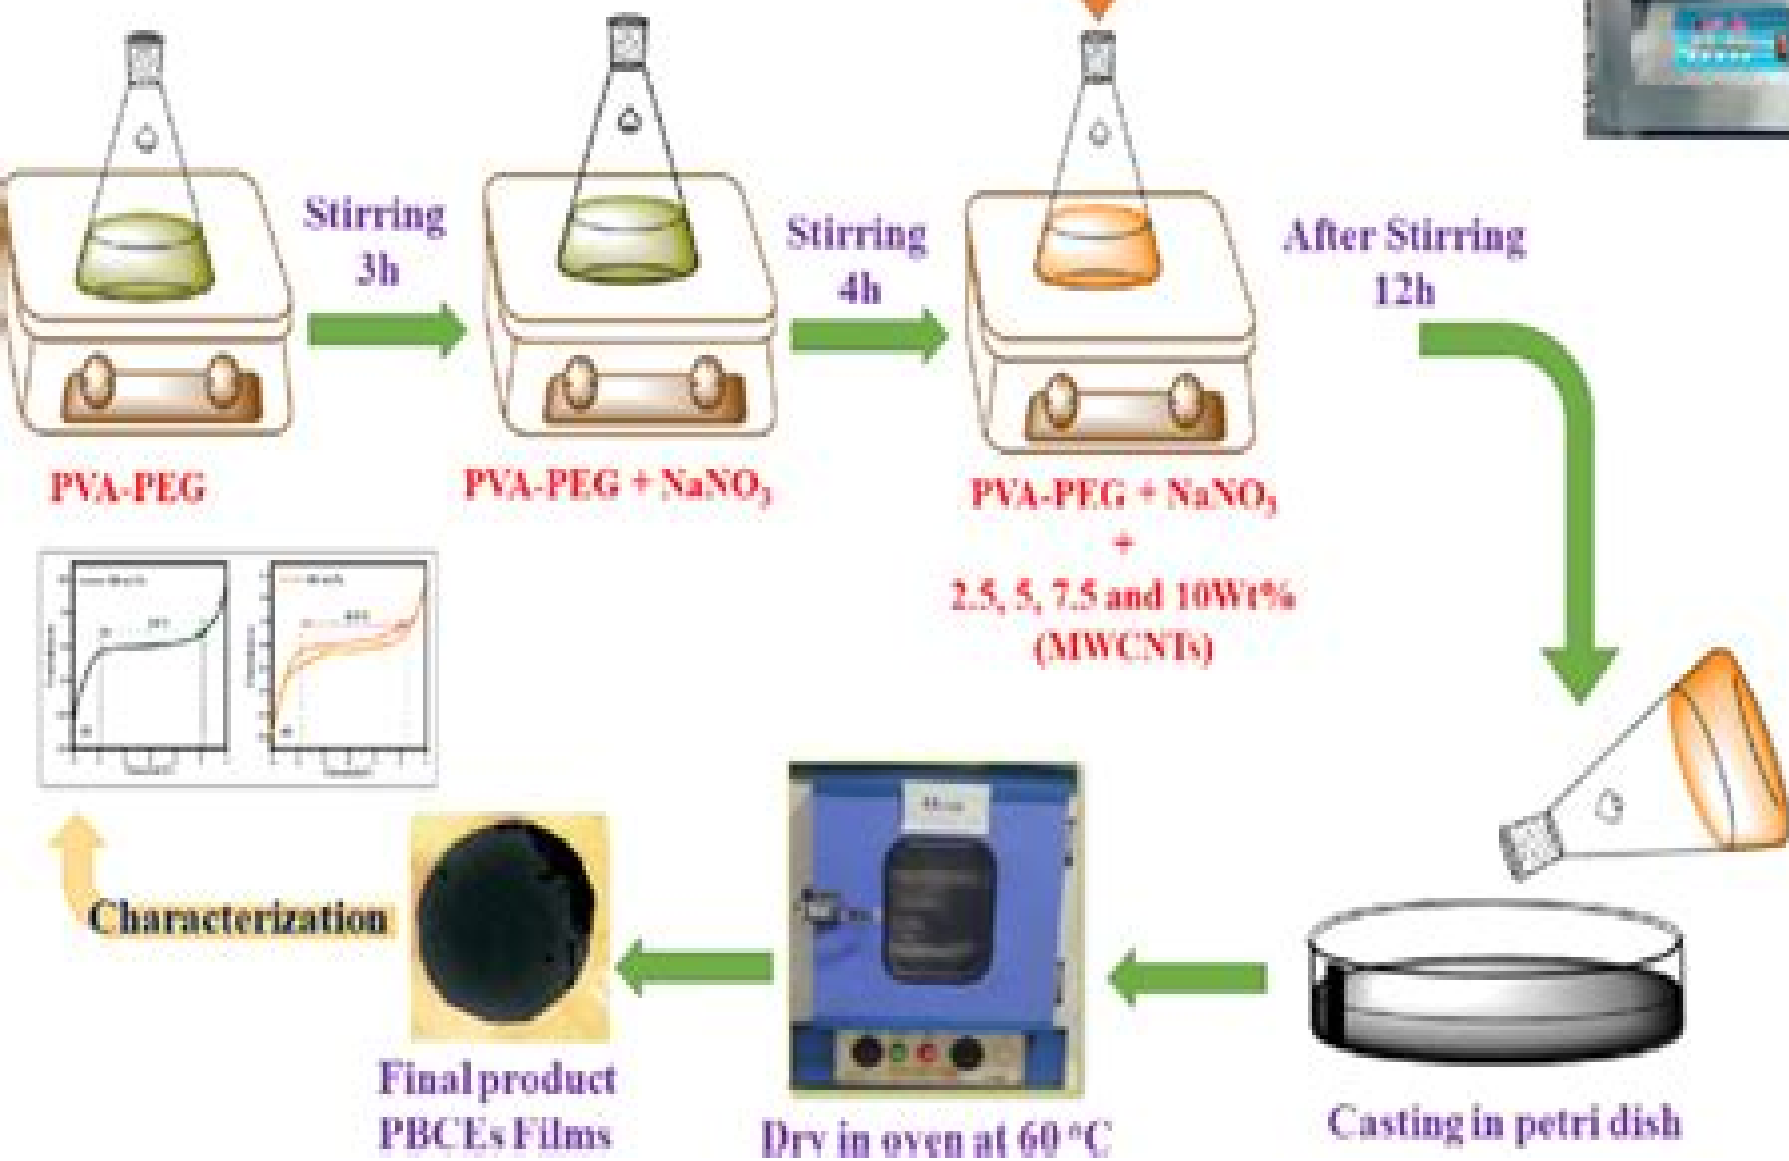 Stirring
3h
Stirring
4h
After Stirring
12h
PVA-PEG
PVA-PEG + NaNO₃
PVA-PEG + NaNO₃
+
2.5, 5, 7.5 and 10Wt%
(MWCNTs)
Characterization
Final product
PBCEs Films
Dry in oven at 60 °C
Casting in petri dish